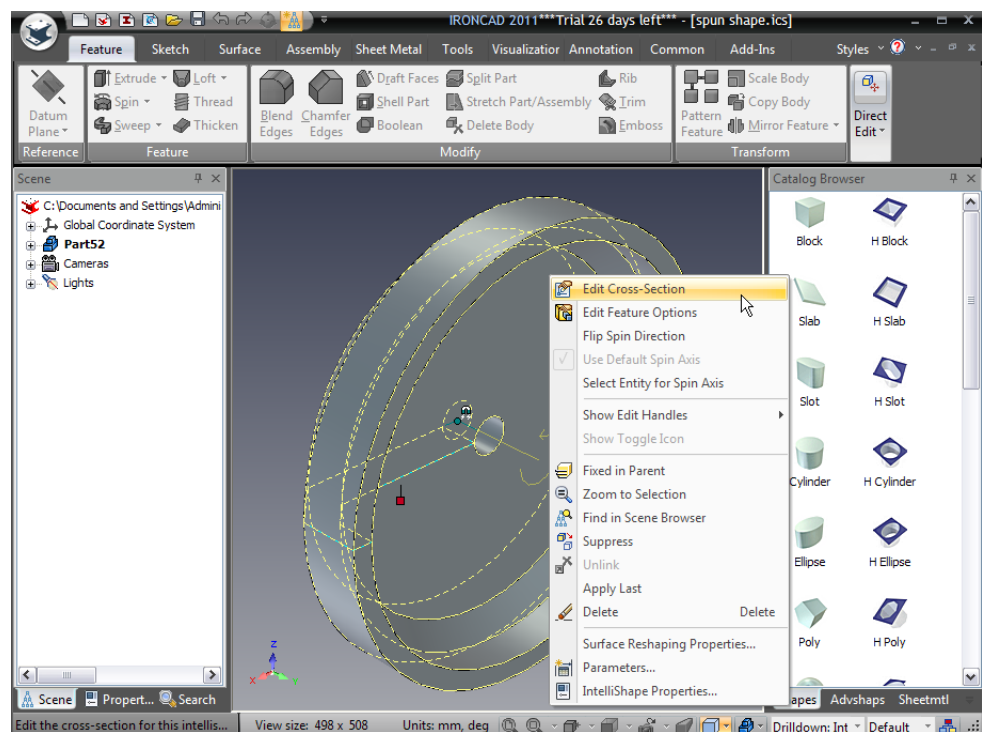 IRONCAD 2011***Trial 26 days left*** - [spun shape.ics]
Feature Sketch Surface Assembly Sheet Metal Tools Visualization Annotation Common Add-Ins Styles
Datum Plane
Reference
Extrude Loft
Spin Thread
Sweep Thicken
Feature
Blend Edges
Chamfer Edges
Draft Faces Split Part Rib
Shell Part Stretch Part/Assembly Trim
Boolean Delete Body Emboss
Modify
Pattern Feature
Scale Body
Copy Body
Mirror Feature
Transform
Direct Edit
Scene
C:\Documents and Settings\Admini
Global Coordinate System
Part52
Cameras
Lights
Scene Propert... Search
z
x
Edit Cross-Section
Edit Feature Options
Flip Spin Direction
Use Default Spin Axis
Select Entity for Spin Axis
Show Edit Handles
Show Toggle Icon
Fixed in Parent
Zoom to Selection
Find in Scene Browser
Suppress
Unlink
Apply Last
Delete Delete
Surface Reshaping Properties...
Parameters...
IntelliShape Properties...
Catalog Browser
Block H Block
Slab H Slab
Slot H Slot
Cylinder H Cylinder
Ellipse H Ellipse
Poly H Poly
apes Advshaps Sheetmtl
Edit the cross-section for this intellis... View size: 498 x 508 Units: mm, deg Drilldown: Int Default